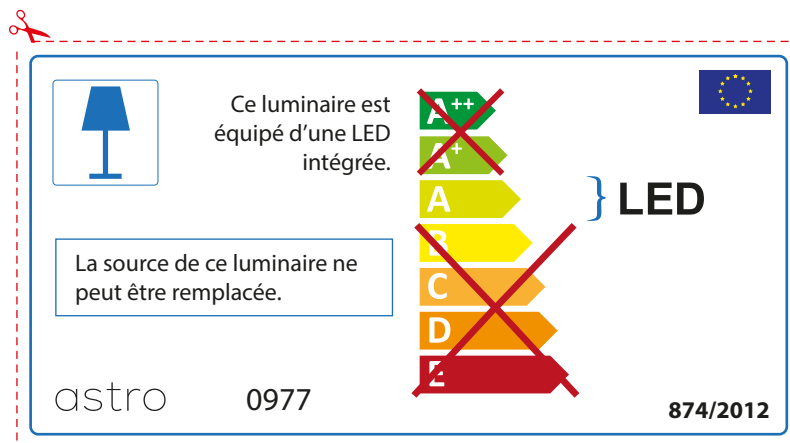 Ce luminaire est
équipé d'une LED
intégrée.
A++
A+
A
B
C
D
E
LED
La source de ce luminaire ne
peut être remplacée.
astro
0977
874/2012